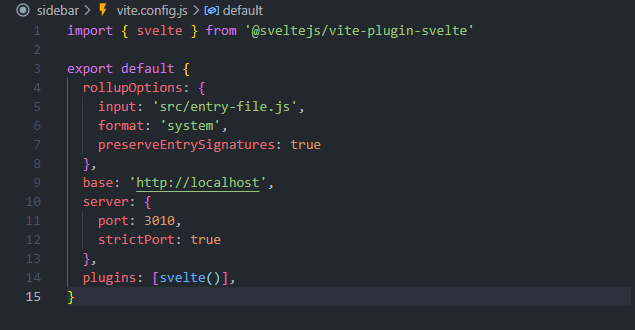 sidebar > vite.config.js > default
1 import { svelte } from '@sveltejs/vite-plugin-svelte'
2
3 export default {
4 rollupOptions: {
5 input: 'src/entry-file.js',
6 format: 'system',
7 preserveEntrySignatures: true
8 },
9 base: 'http://localhost',
10 server: {
11 port: 3010,
12 strictPort: true
13 },
14 plugins: [svelte()],
15 }